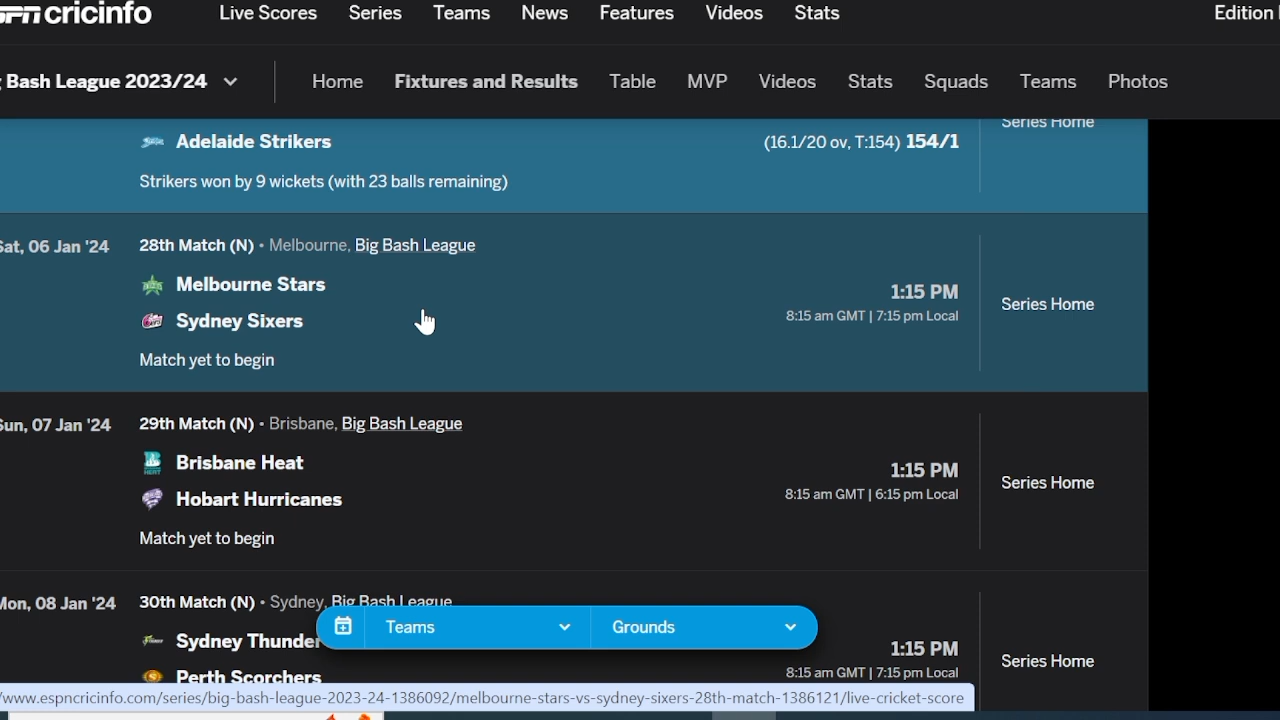 cricinfo Live Scores Series Teams News Features Videos Stats Edition
Bash League 2023/24 Home Fixtures and Results Table MVP Videos Stats Squads Teams Photos
Series Home
Adelaide Strikers (16.1/20 ov, T:154) 154/1
Strikers won by 9 wickets (with 23 balls remaining)
Sat, 06 Jan '24 28th Match (N) • Melbourne, Big Bash League
Melbourne Stars
1:15 PM
Series Home
8:15 am GMT | 7:15 pm Local
Sydney Sixers
Match yet to begin
Sun, 07 Jan '24 29th Match (N) • Brisbane, Big Bash League
Brisbane Heat
1:15 PM
Series Home
8:15 am GMT | 6:15 pm Local
Hobart Hurricanes
Match yet to begin
Mon, 08 Jan '24 30th Match (N) • Sydney, Big Bash League
Teams Grounds
Sydney Thunder
1:15 PM
Series Home
8:15 am GMT | 7:15 pm Local
Perth Scorchers
/www.espncricinfo.com/series/big-bash-league-2023-24-1386092/melbourne-stars-vs-sydney-sixers-28th-match-1386121/live-cricket-score